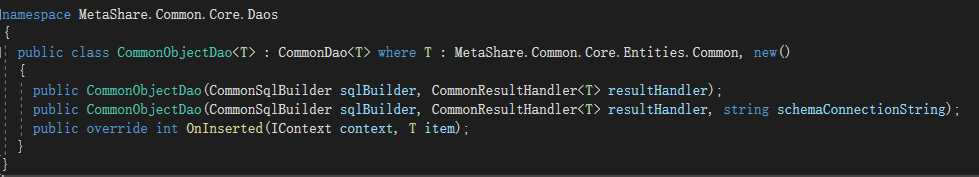 namespace MetaShare.Common.Core.Daos
{
public class CommonObjectDao<T> : CommonDao<T> where T : MetaShare.Common.Core.Entities.Common, new()
{
public CommonObjectDao(CommonSqlBuilder sqlBuilder, CommonResultHandler<T> resultHandler);
public CommonObjectDao(CommonSqlBuilder sqlBuilder, CommonResultHandler<T> resultHandler, string schemaConnectionString);
public override int OnInserted(IContext context, T item);
}
}